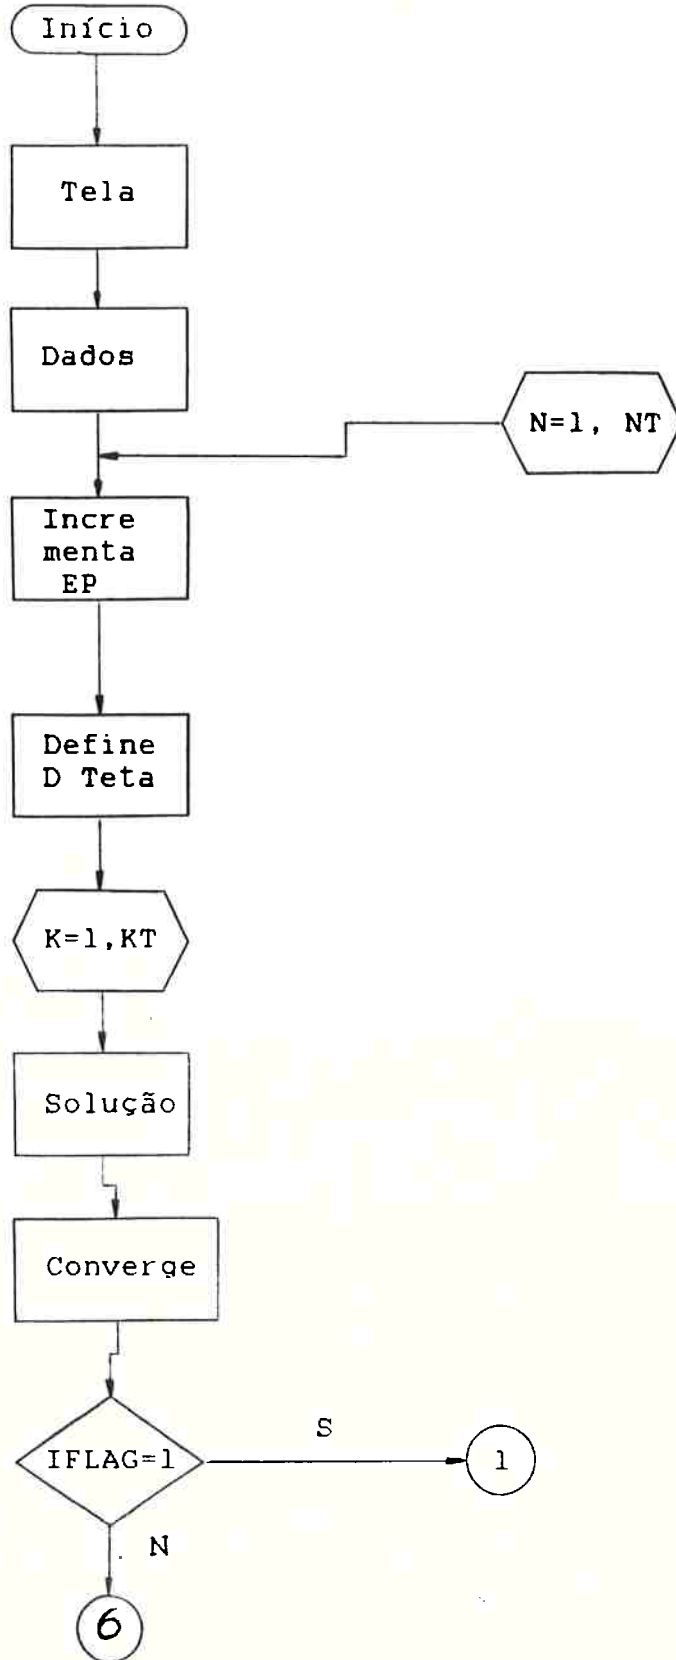 Início
Tela
Dados
N=1, NT
Incre
menta
EP
Define
D Teta
K=1,KT
Solução
Converge
IFLAG=1
S
1
N
6